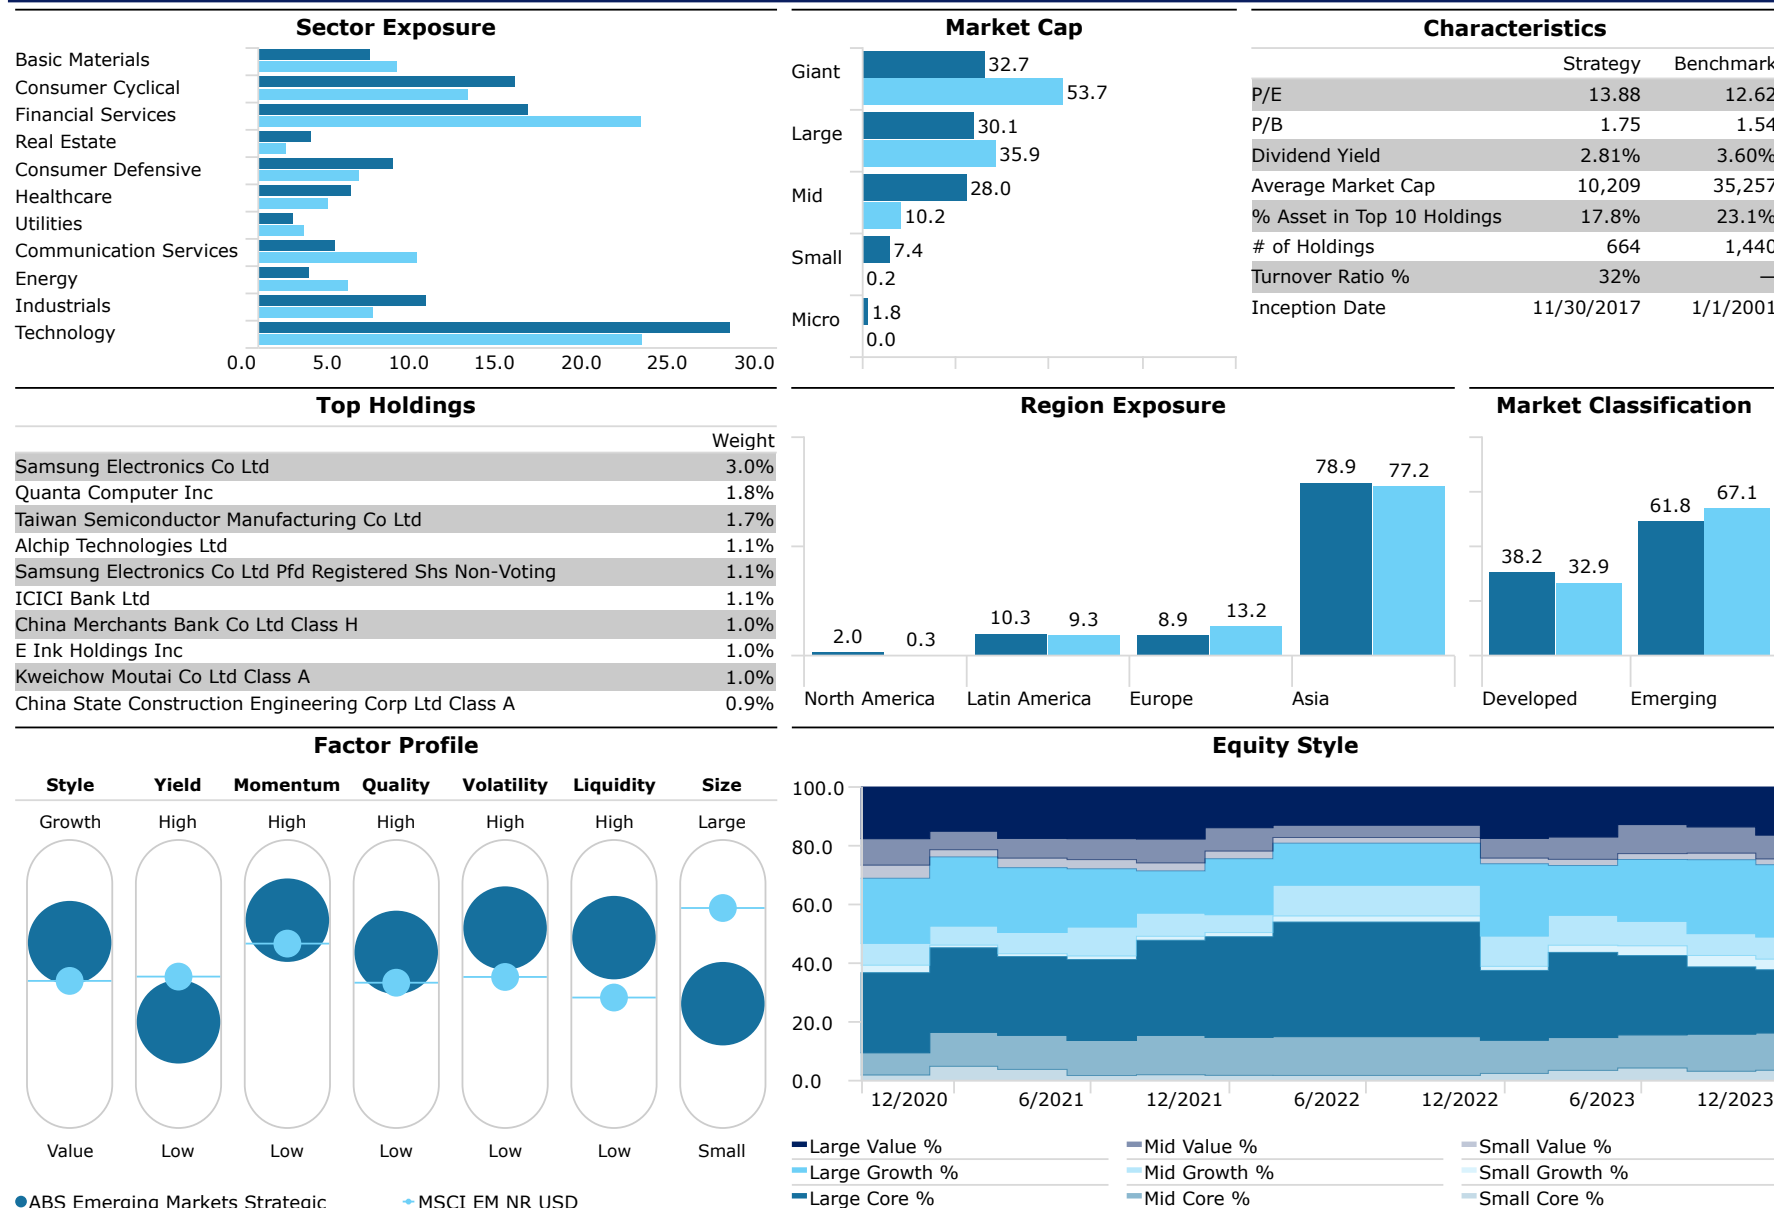 Sector Exposure
Basic Materials
Consumer Cyclical
Financial Services
Real Estate
Consumer Defensive
Healthcare
Utilities
Communication Services
Energy
Industrials
Technology
0.0 5.0 10.0 15.0 20.0 25.0 30.0
Market Cap
Giant 32.7
53.7
Large 30.1
35.9
Mid 28.0
10.2
Small 7.4
0.2
Micro 1.8
0.0
Characteristics
Strategy Benchmark
P/E 13.88 12.62
P/B 1.75 1.54
Dividend Yield 2.81% 3.60%
Average Market Cap 10,209 35,257
% Asset in Top 10 Holdings 17.8% 23.1%
# of Holdings 664 1,440
Turnover Ratio % 32% —
Inception Date 11/30/2017 1/1/2001
Top Holdings
Weight
Samsung Electronics Co Ltd 3.0%
Quanta Computer Inc 1.8%
Taiwan Semiconductor Manufacturing Co Ltd 1.7%
Alchip Technologies Ltd 1.1%
Samsung Electronics Co Ltd Pfd Registered Shs Non-Voting 1.1%
ICICI Bank Ltd 1.1%
China Merchants Bank Co Ltd Class H 1.0%
E Ink Holdings Inc 1.0%
Kweichow Moutai Co Ltd Class A 1.0%
China State Construction Engineering Corp Ltd Class A 0.9%
Region Exposure
2.0 0.3 10.3 9.3 8.9 13.2 78.9 77.2
North America Latin America Europe Asia
Market Classification
38.2 32.9 61.8 67.1
Developed Emerging
Factor Profile
Style Yield Momentum Quality Volatility Liquidity Size
Growth High High High High High Large
Value Low Low Low Low Low Small
ABS Emerging Markets Strategic MSCI EM NR USD
Equity Style
100.0
80.0
60.0
40.0
20.0
0.0
12/2020 6/2021 12/2021 6/2022 12/2022 6/2023 12/2023
Large Value % Mid Value % Small Value %
Large Growth % Mid Growth % Small Growth %
Large Core % Mid Core % Small Core %